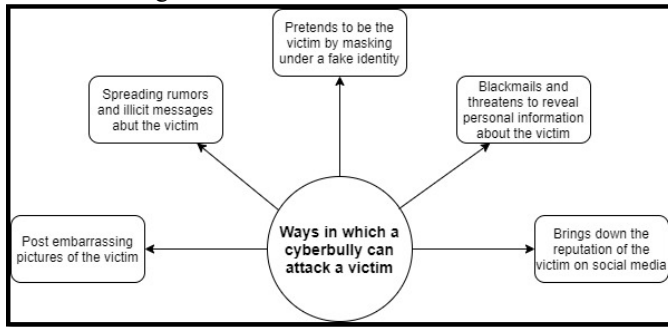 Pretends to be the
victim by masking
under a fake identity
Spreading rumors
and illicit messages
abut the victim
Blackmails and
threatens to reveal
personal information
about the victim
Post embarrassing
pictures of the victim
Ways in which a
cyberbully can
attack a victim
Brings down the
reputation of the
victim on social media